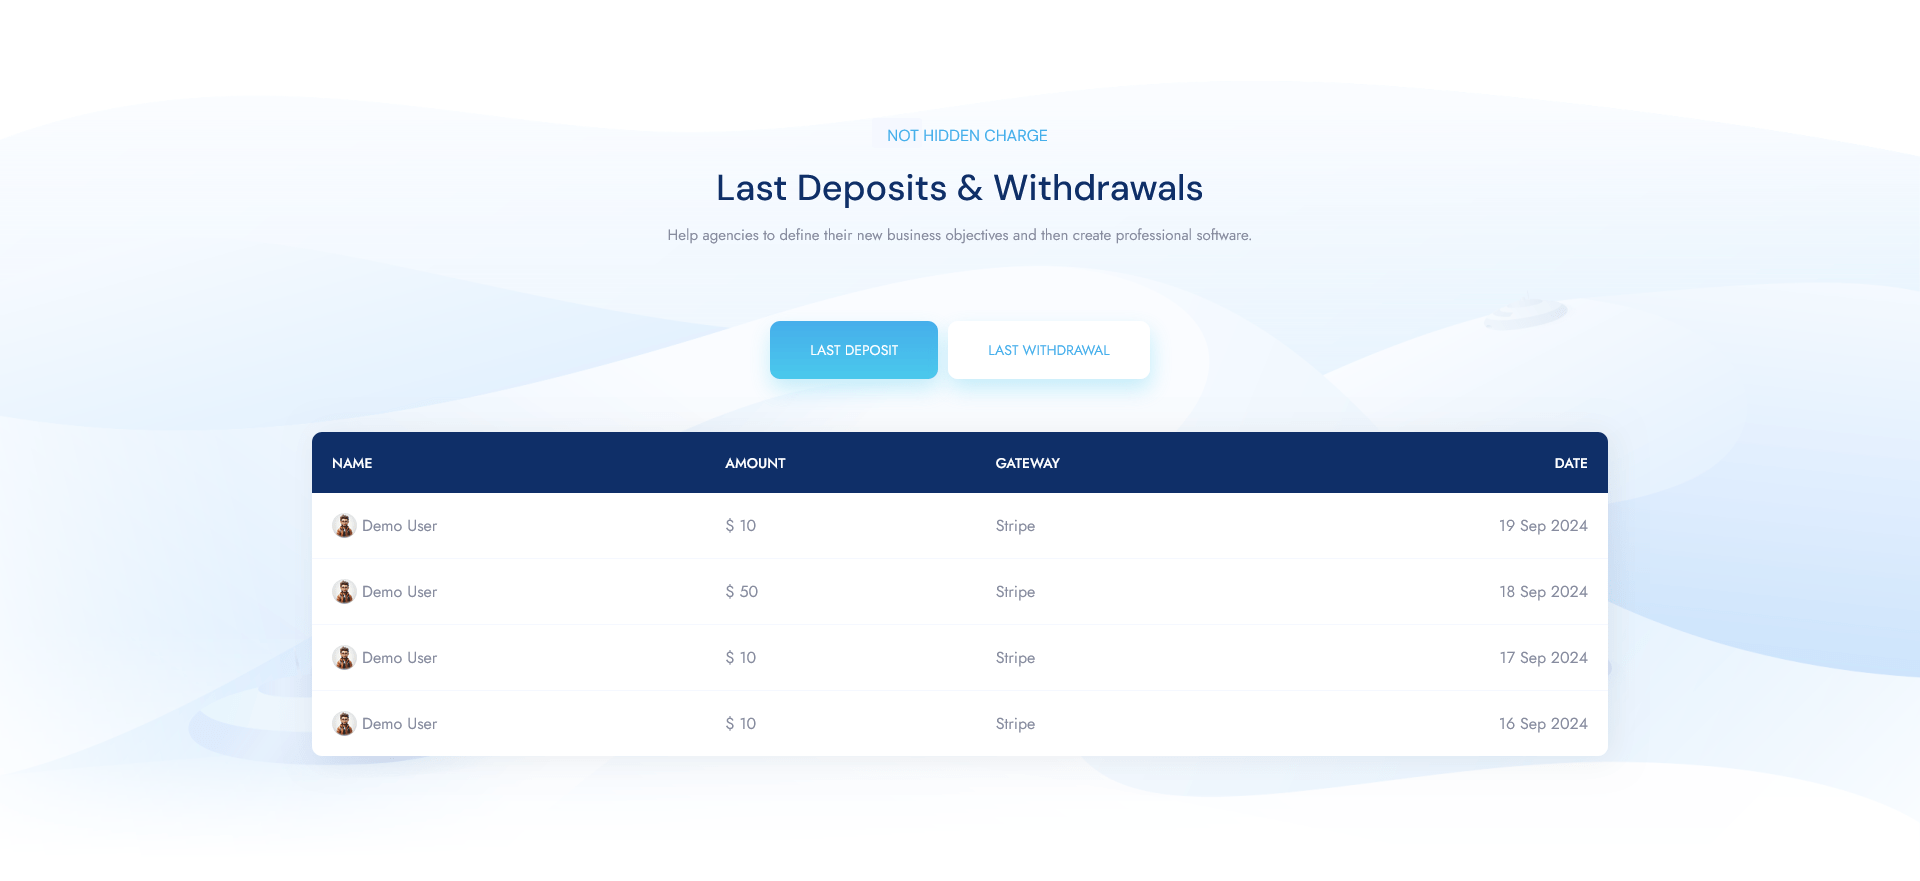 NOT HIDDEN CHARGE
Last Deposits & Withdrawals
Help agencies to define their new business objectives and then create professional software.
LAST DEPOSIT LAST WITHDRAWAL
NAME AMOUNT GATEWAY DATE
Demo User $ 10 Stripe 19 Sep 2024
Demo User $ 50 Stripe 18 Sep 2024
Demo User $ 10 Stripe 17 Sep 2024
Demo User $ 10 Stripe 16 Sep 2024